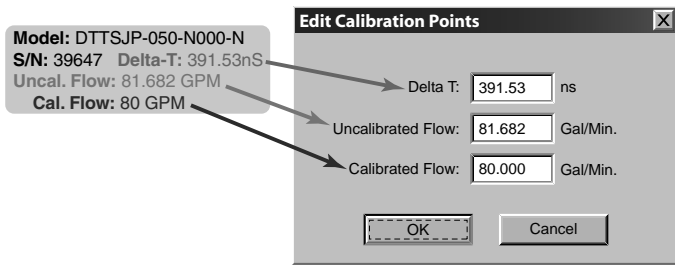 Model: DTTSJP-050-N000-N
S/N: 39647 Delta-T: 391.53nS
Uncal. Flow: 81.682 GPM
Cal. Flow: 80 GPM
Edit Calibration Points X
Delta T: 391.53 ns
Uncalibrated Flow: 81.682 Gal/Min.
Calibrated Flow: 80.000 Gal/Min.
OK Cancel